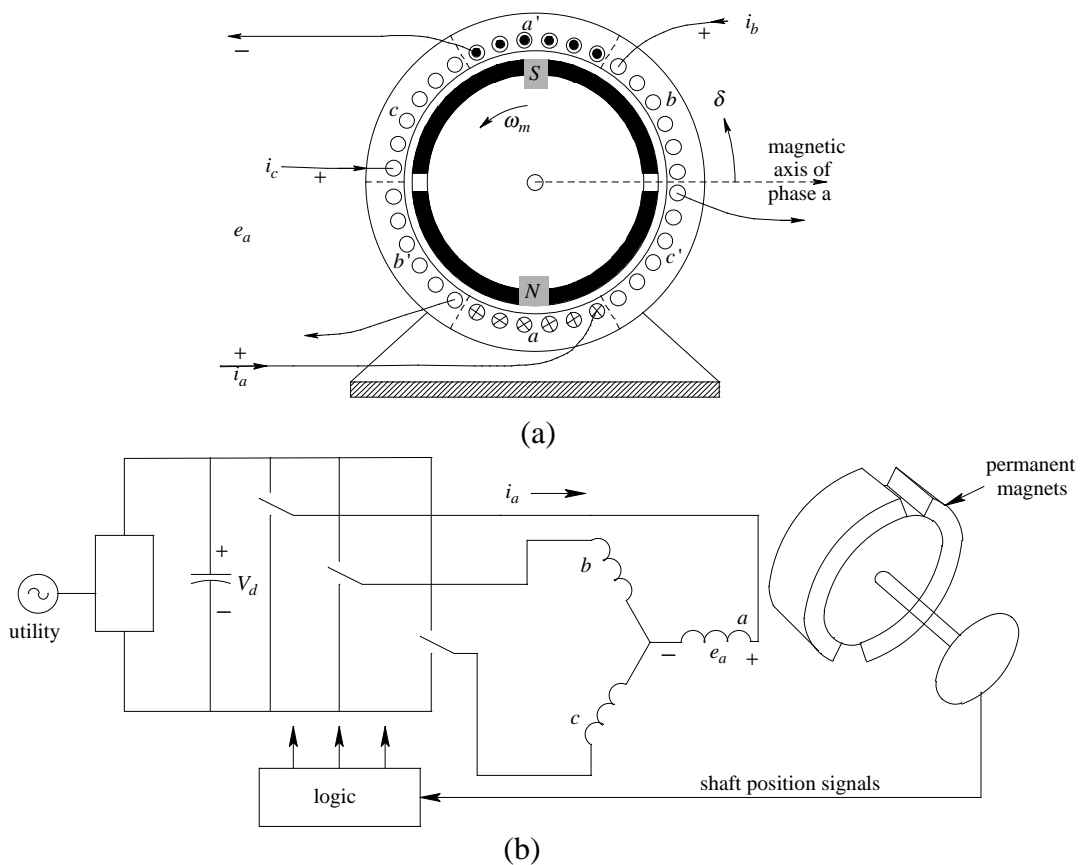 a'
i_b
−
+
S
b
c
δ
ω_m
magnetic
axis of
phase a
i_c
+
e_a
b'
c'
N
a
+
i_a
(a)
permanent
magnets
i_a
+
b
V_d
−
a
utility
−
e_a
+
c
shaft position signals
logic
(b)